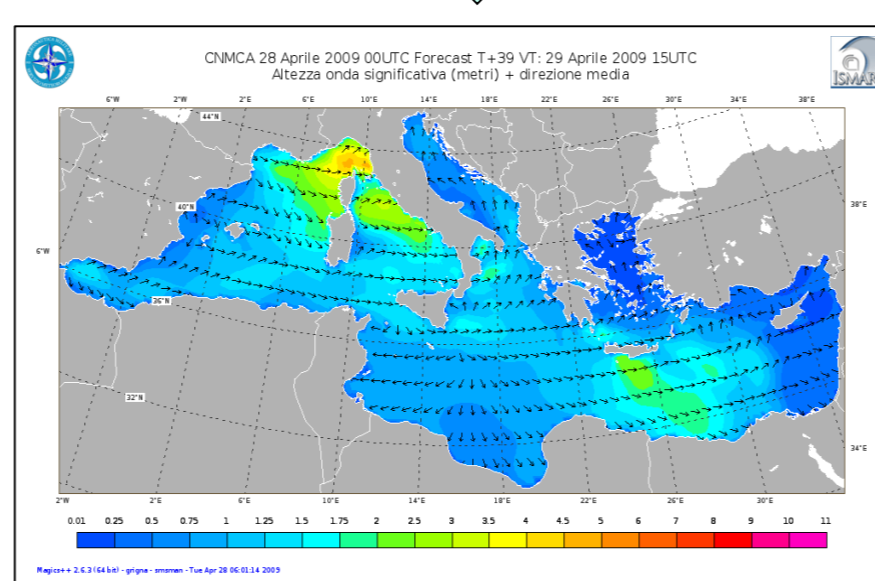 CNMCA 28 Aprile 2009 00UTC Forecast T+39 VT: 29 Aprile 2009 15UTC
Altezza onda significativa (metri) + direzione media
ISMAR
6°W 2°W 2°E 6°E 10°E 14°E 18°E 22°E 26°E 30°E 34°E 38°E
44°N
40°N
38°E
6°W
36°N
32°N
34°E
2°W 2°E 6°E 10°E 14°E 18°E 22°E 26°E 30°E
0.01 0.25 0.5 0.75 1 1.25 1.5 1.75 2 2.5 3 3.5 4 4.5 5 6 7 8 9 10 11
Magics++ 2.6.3 (64 bit) - grigna - smsman - Tue Apr 28 06:01:14 2009